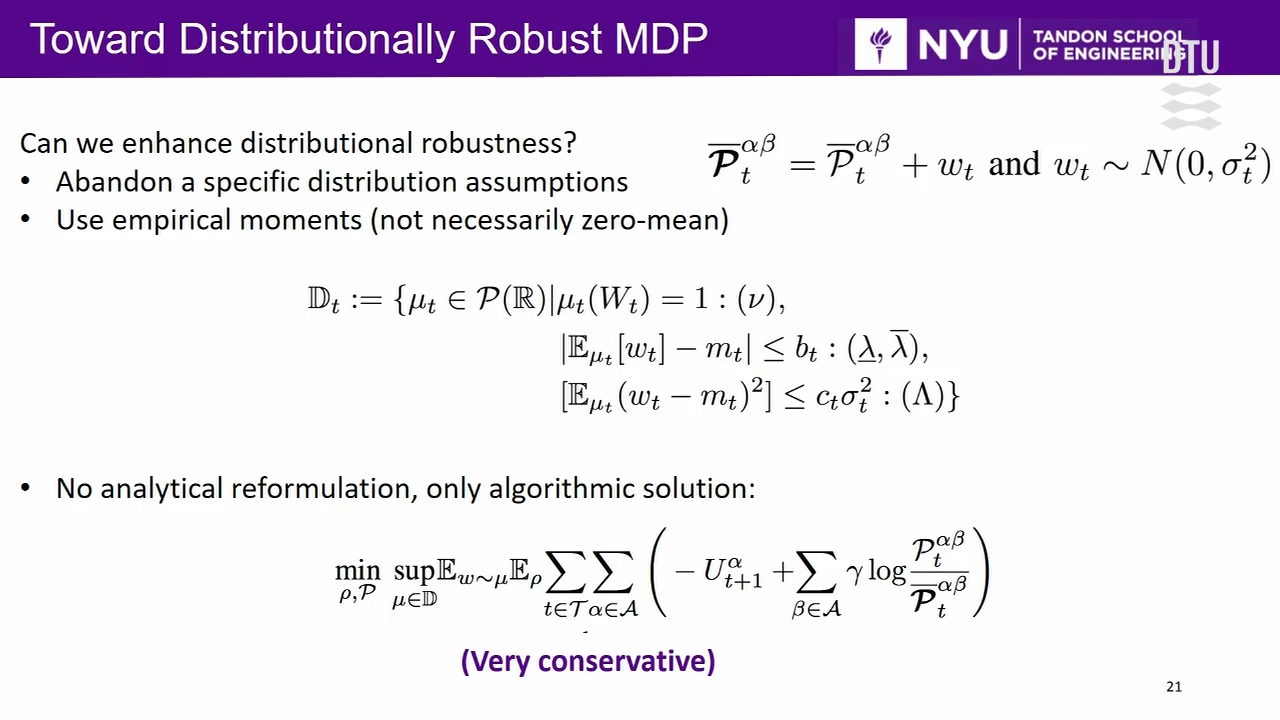 Toward Distributionally Robust MDP
NYU
TANDON SCHOOL
OF ENGINEERING
DTU
Can we enhance distributional robustness?
• Abandon a specific distribution assumptions
• Use empirical moments (not necessarily zero-mean)
$\overline{\boldsymbol{\mathcal{P}}}_t^{\alpha\beta} = \overline{\mathcal{P}}_t^{\alpha\beta} + w_t$ and $w_t \sim N(0, \sigma_t^2)$
$\mathbb{D}_t := \{\mu_t \in \mathcal{P}(\mathbb{R}) | \mu_t(W_t) = 1 : (\nu),$
$|\mathbb{E}_{\mu_t}[w_t] - m_t| \leq b_t : (\underline{\lambda}, \overline{\lambda}),$
$[\mathbb{E}_{\mu_t}(w_t - m_t)^2] \leq c_t \sigma_t^2 : (\Lambda)\}$
• No analytical reformulation, only algorithmic solution:
$\min_{\rho, \mathcal{P}} \sup_{\mu \in \mathbb{D}} \mathbb{E}_{w \sim \mu} \mathbb{E}_\rho \sum_{t \in \mathcal{T}} \sum_{\alpha \in \mathcal{A}} \left( - U_{t+1}^\alpha + \sum_{\beta \in \mathcal{A}} \gamma \log \frac{\mathcal{P}_t^{\alpha\beta}}{\overline{\boldsymbol{\mathcal{P}}}_t^{\alpha\beta}} \right)$
(Very conservative)
21